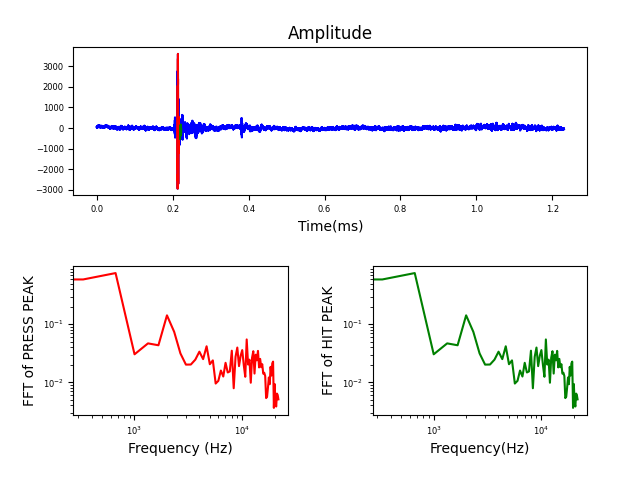 Amplitude
3000
2000
1000
0
−1000
−2000
−3000
0.0 0.2 0.4 0.6 0.8 1.0 1.2
Time(ms)
FFT of PRESS PEAK
10⁻¹
10⁻²
10³ 10⁴
Frequency (Hz)
FFT of HIT PEAK
10⁻¹
10⁻²
10³ 10⁴
Frequency(Hz)